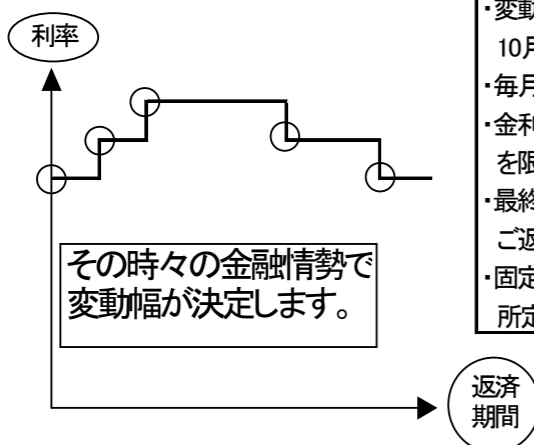 利率
その時々の金融情勢で
変動幅が決定します。
返済
期間
・変動
10月
・毎月
・金利
を限
・最終
ご返
・固定
所定